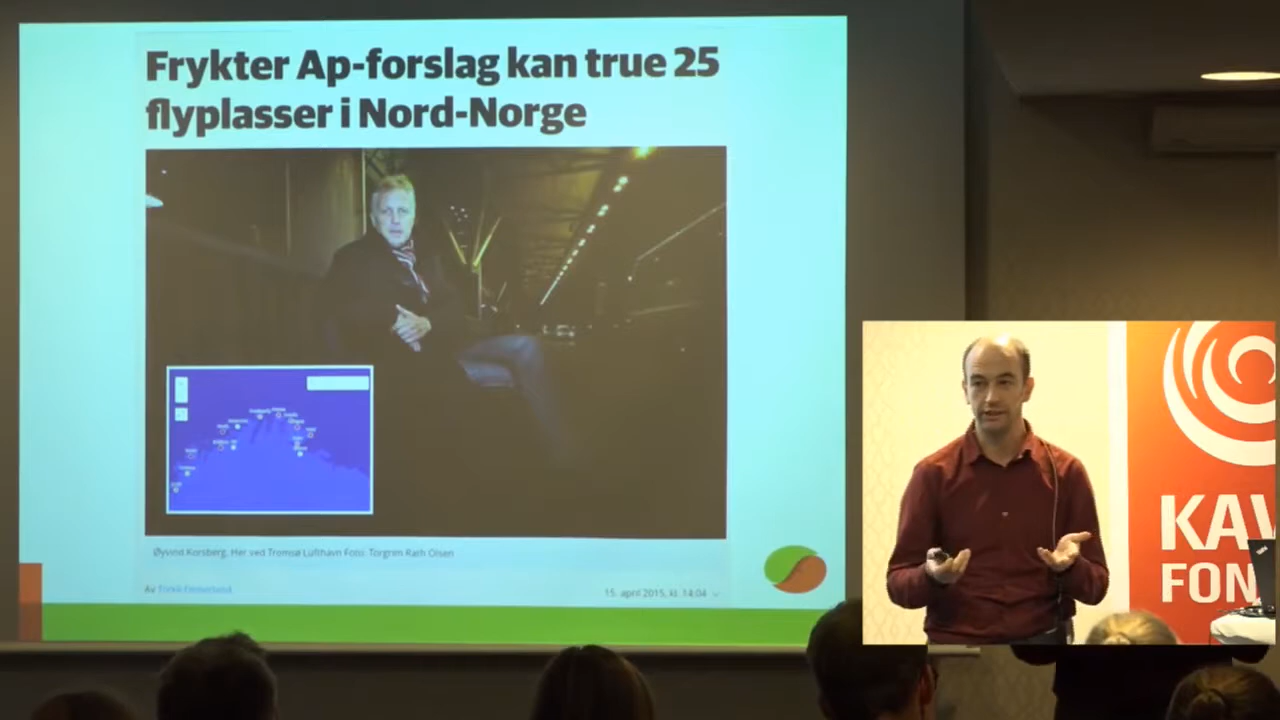 Frykter Ap-forslag kan true 25
flyplasser i Nord-Norge
Øyvind Korsberg. Her ved Tromsø Lufthavn Foto: Torgrim Rath Olsen
Av
15. april 2015, kl. 14:04
KAV
FON